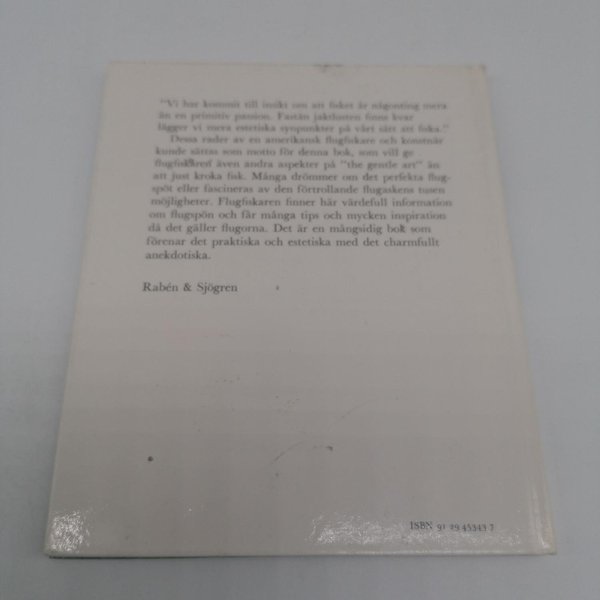 "Vi har kommit till insikt om att fisket är någonting mera
än en primitiv passion. Fastän jaktlusten finns kvar
lägger vi mera estetiska synpunkter på vårt sätt att fiska."
Dessa rader av en amerikansk flugfiskare och konstnär
kunde sättas som motto för denna bok, som vill ge
flugfiskaren även andra aspekter på "the gentle art" än
att just kroka fisk. Många drömmer om det perfekta flug-
spöt eller fascineras av den förtrollande flugaskens tusen
möjligheter. Flugfiskaren finner här värdefull information
om flugspön och får många tips och mycken inspiration
då det gäller flugorna. Det är en mångsidig bok som
förenar det praktiska och estetiska med det charmfullt
anekdotiska.
Rabén & Sjögren
ISBN 91 29 45343 7